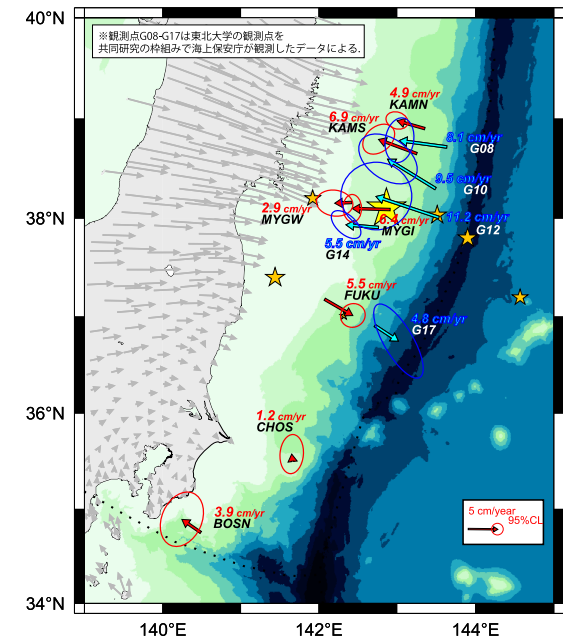 40°N
※観測点G08-G17は東北大学の観測点を
共同研究の枠組みで海上保安庁が観測したデータによる.
4.9 cm/yr
KAMN
6.9 cm/yr
KAMS
8.1 cm/yr
G08
9.5 cm/yr
G10
38°N
2.9 cm/yr
MYGW
6.4 cm/yr
MYGI
11.2 cm/yr
G12
5.5 cm/yr
G14
5.5 cm/yr
FUKU
4.8 cm/yr
G17
36°N
1.2 cm/yr
CHOS
3.9 cm/yr
BOSN
5 cm/year
95%CL
34°N
140°E
142°E
144°E